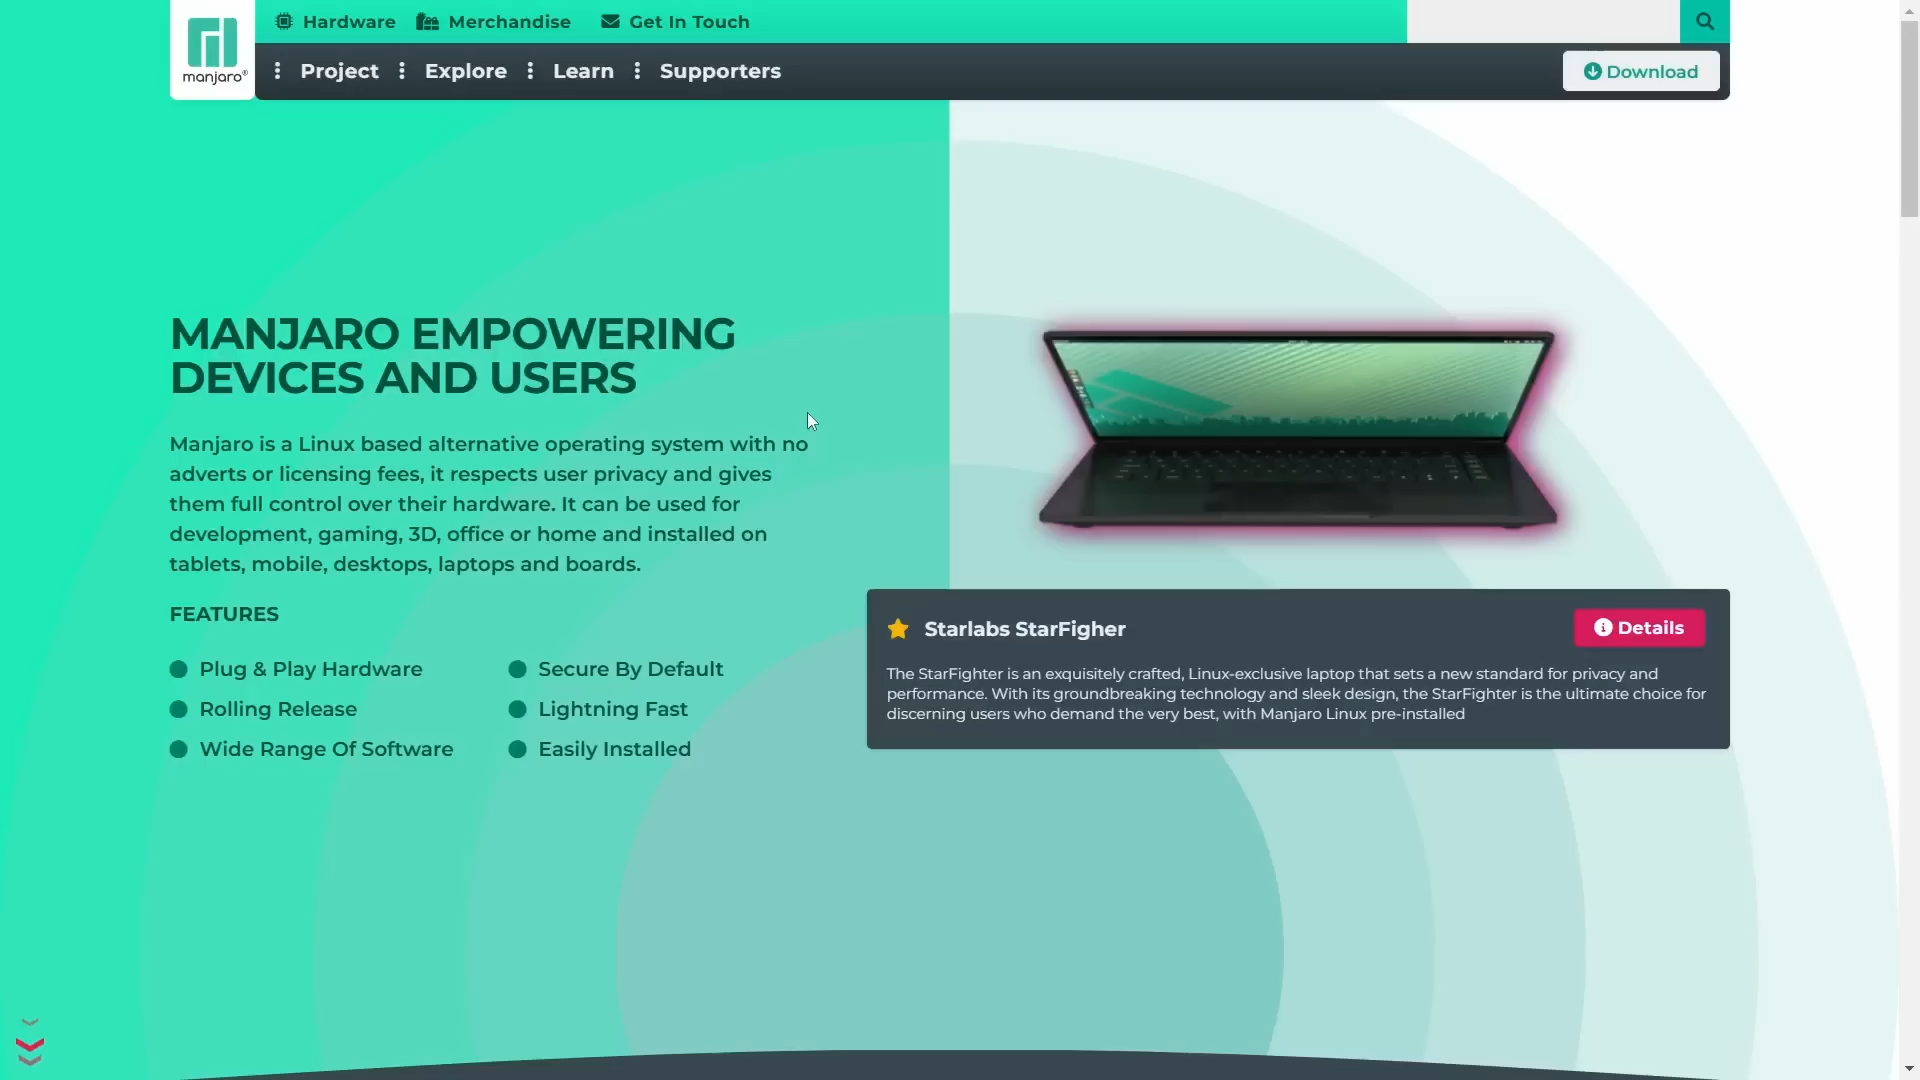 Hardware
Merchandise
Get In Touch
manjaro®
Project
Explore
Learn
Supporters
Download
MANJARO EMPOWERING
DEVICES AND USERS
Manjaro is a Linux based alternative operating system with no
adverts or licensing fees, it respects user privacy and gives
them full control over their hardware. It can be used for
development, gaming, 3D, office or home and installed on
tablets, mobile, desktops, laptops and boards.
FEATURES
Plug & Play Hardware
Secure By Default
Rolling Release
Lightning Fast
Wide Range Of Software
Easily Installed
Starlabs StarFigher
Details
The StarFighter is an exquisitely crafted, Linux-exclusive laptop that sets a new standard for privacy and
performance. With its groundbreaking technology and sleek design, the StarFighter is the ultimate choice for
discerning users who demand the very best, with Manjaro Linux pre-installed